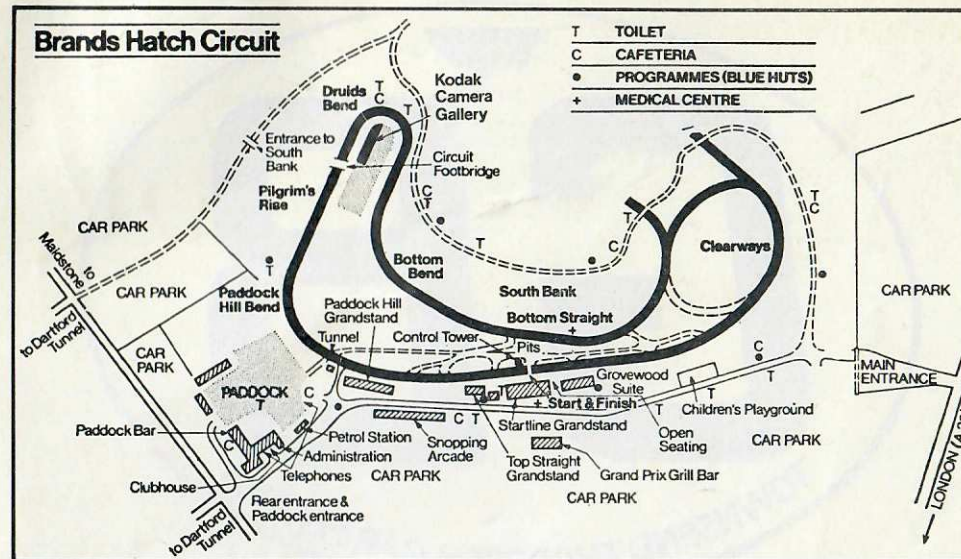 Brands Hatch Circuit
T TOILET
C CAFETERIA
● PROGRAMMES (BLUE HUTS)
+ MEDICAL CENTRE
Druids
Bend
T
C
T
Kodak
Camera
Gallery
Entrance to
South
Bank
Circuit
Footbridge
Pilgrim's
Rise
C
T
T
T
C
T
C
Clearways
CAR PARK
Maidstone
to
to Dartford
Tunnel
CAR PARK
T
Paddock
Hill Bend
Bottom
Bend
South Bank
Bottom Straight
+
CAR PARK
Paddock Hill
Grandstand
Tunnel
Control Tower
Pits
CAR
PARK
PADDOCK
T
C
Grovewood
Suite
C
T
T
T
MAIN
ENTRANCE
T
+ Start & Finish
Startline Grandstand
Children's Playground
Open
Seating
CAR PARK
Paddock Bar
C
Petrol Station
Administration
Telephones
Clubhouse
C T
Snopping
Arcade
CAR PARK
Top Straight
Grandstand
Grand Prix Grill Bar
CAR PARK
Rear entrance &
Paddock entrance
to Dartford
Tunnel
LONDON